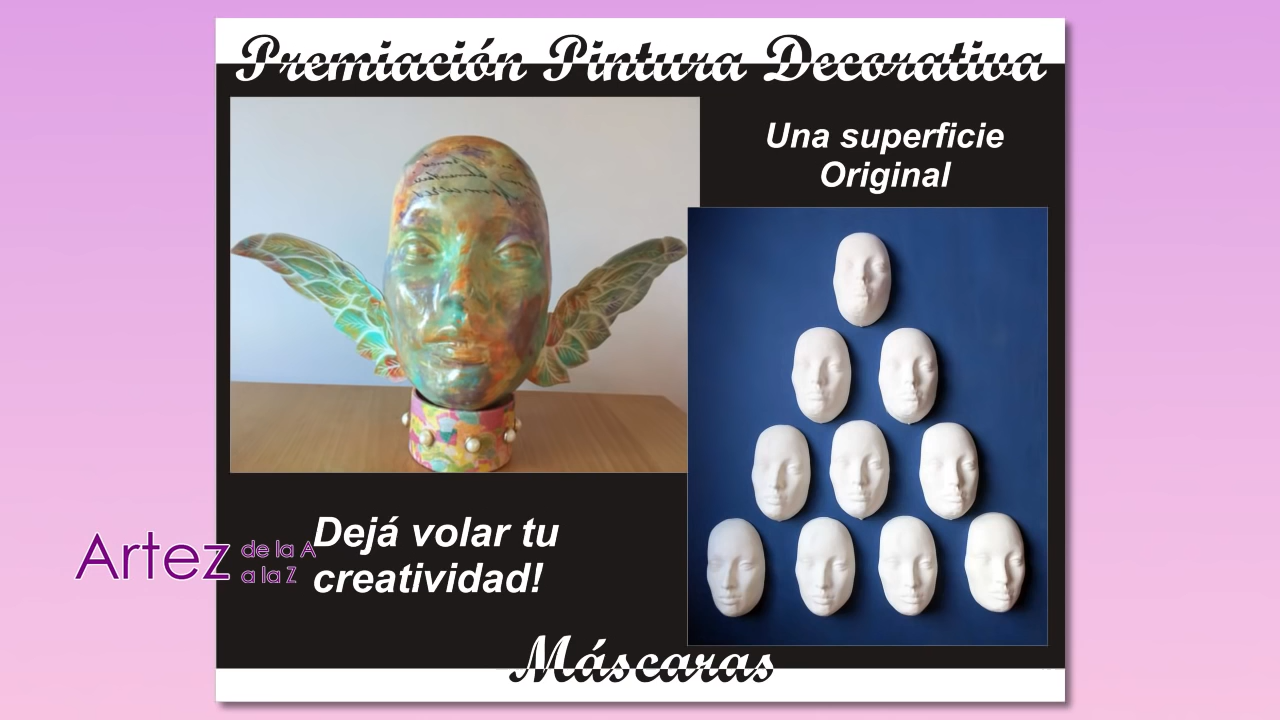 Premiación Pintura Decorativa
Una superficie
Original
Dejá volar tu
creatividad!
Artez de la A
a la Z
Máscaras